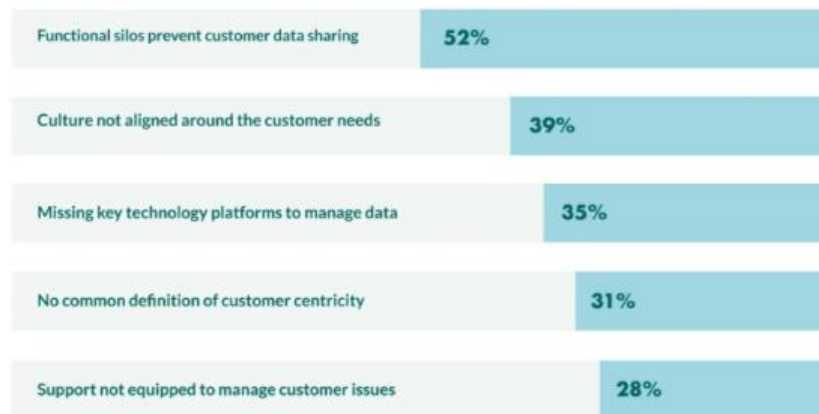 Functional silos prevent customer data sharing 52%
Culture not aligned around the customer needs 39%
Missing key technology platforms to manage data 35%
No common definition of customer centricity 31%
Support not equipped to manage customer issues 28%